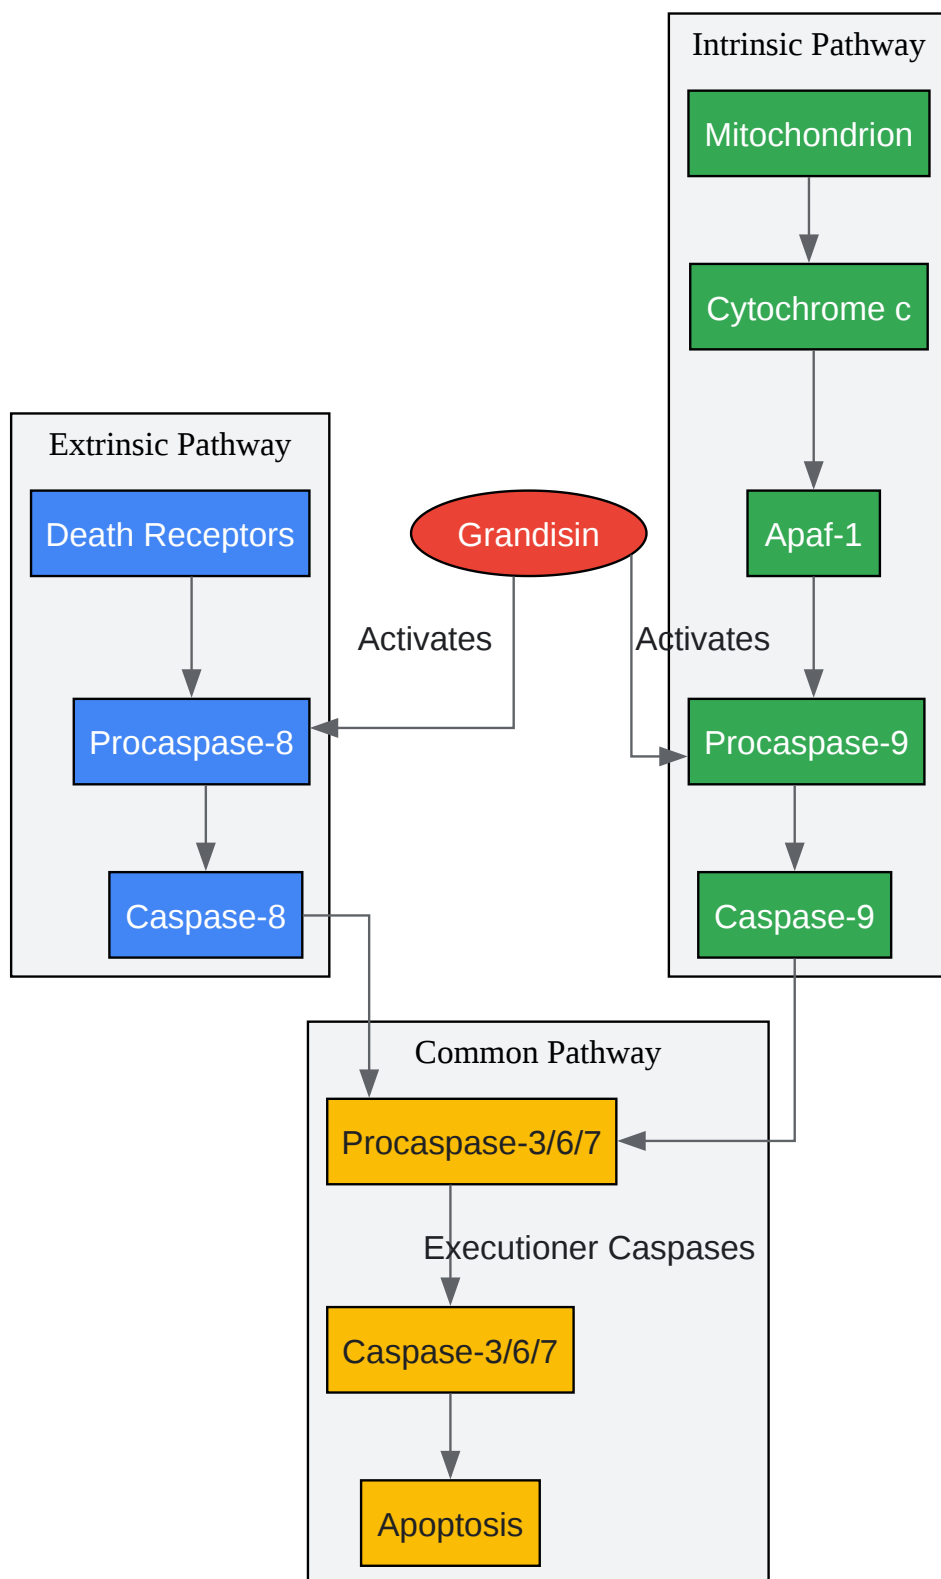 Intrinsic Pathway
Mitochondrion
Cytochrome c
Extrinsic Pathway
Death Receptors
Grandisin
Apaf-1
Activates
Activates
Procaspase-8
Procaspase-9
Caspase-8
Caspase-9
Common Pathway
Procaspase-3/6/7
Executioner Caspases
Caspase-3/6/7
Apoptosis